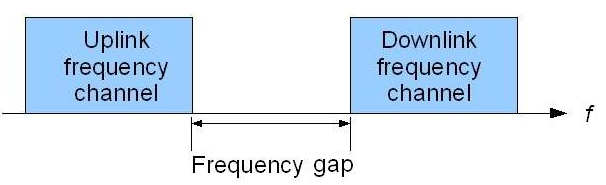 Uplink
frequency
channel
Downlink
frequency
channel
f
Frequency gap